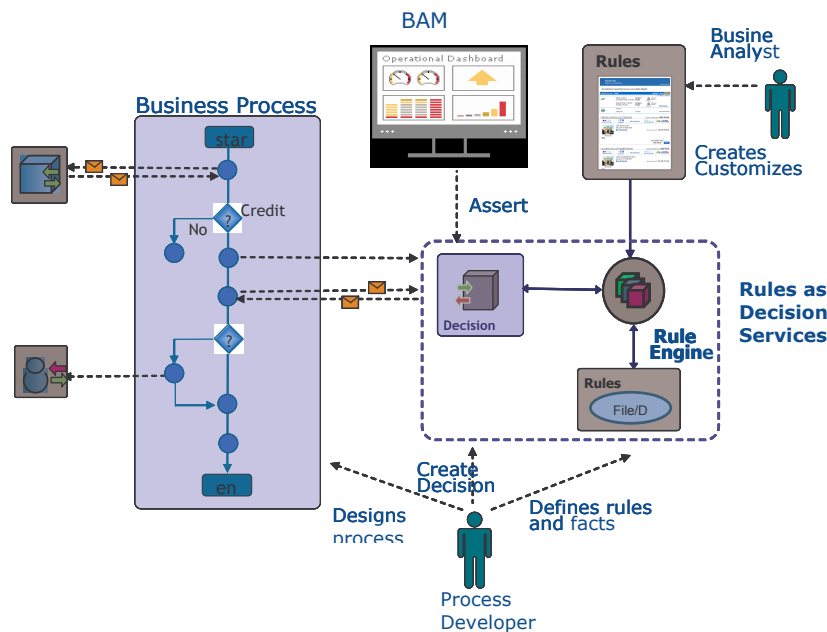 BAM
Operational Dashboard
Busine
Analyst
Rules
Business Process
star
Creates
Customizes
Credit
No
?
Assert
Decision
Rules as
Decision
Services
Rule
Engine
?
Rules
File/D
en
Create
Decision
Designs
process
Defines rules
and facts
Process
Developer